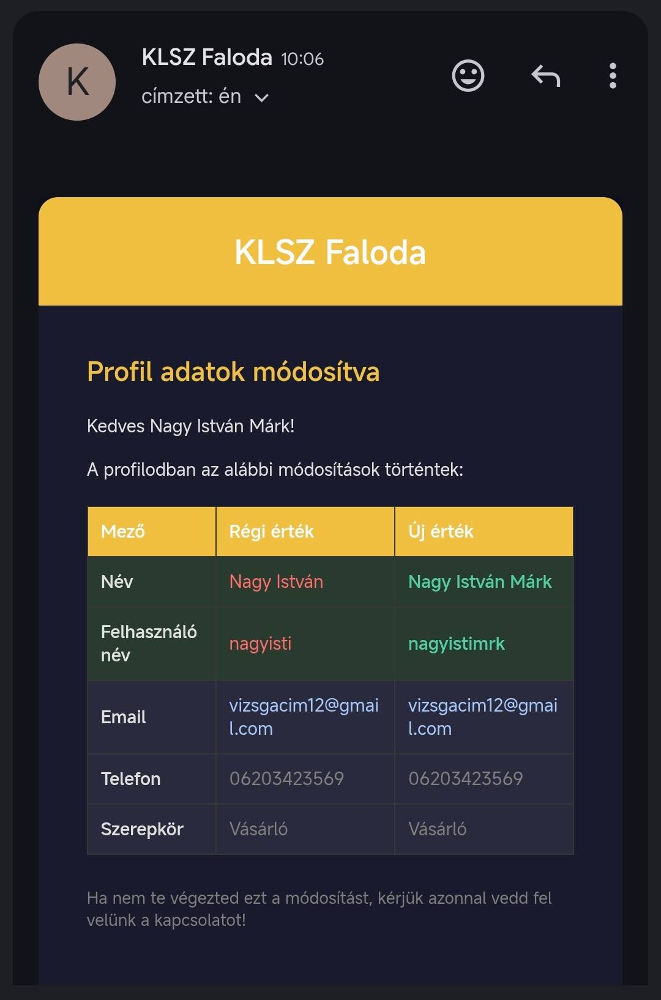 K
KLSZ Faloda 10:06
címzett: én
KLSZ Faloda
Profil adatok módosítva
Kedves Nagy István Márk!
A profilodban az alábbi módosítások történtek:
Mező Régi érték Új érték
Név Nagy István Nagy István Márk
Felhasználó
név nagyisti nagyistimrk
Email vizsgacim12@gmai
l.com vizsgacim12@gmai
l.com
Telefon 06203423569 06203423569
Szerepkör Vásárló Vásárló
Ha nem te végezted ezt a módosítást, kérjük azonnal vedd fel
velünk a kapcsolatot!